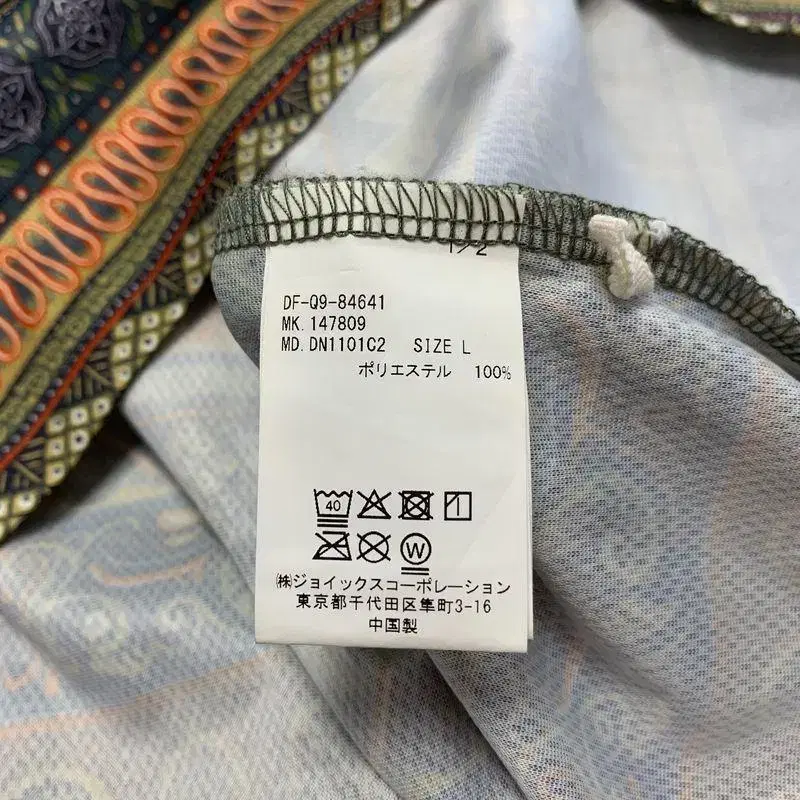 1/2
DF-Q9-84641
MK.147809
MD.DN1101C2 SIZE L
ポリエステル 100%
40
W
㈱ジョイックスコーポレーション
東京都千代田区隼町3-16
中国製